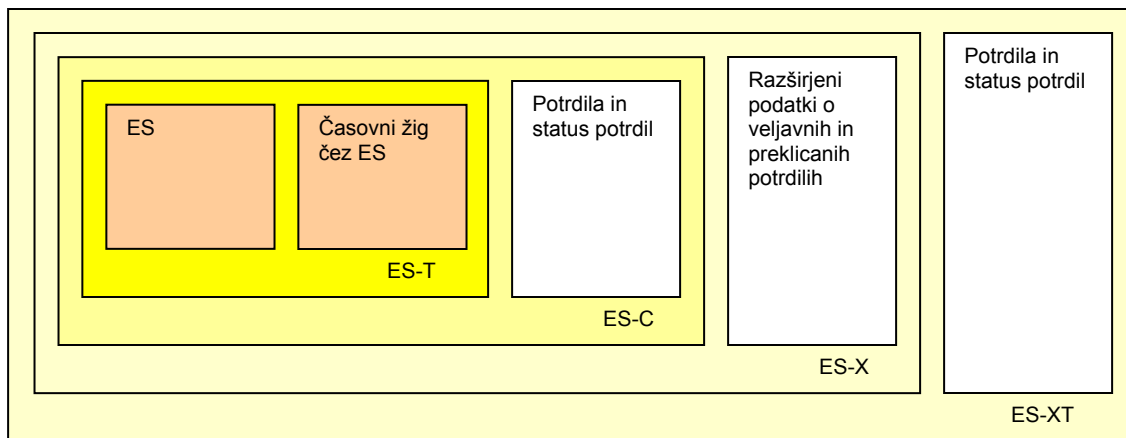 ES
Časovni žig
čez ES
ES-T
Potrdila in
status potrdil
ES-C
Razširjeni
podatki o
veljavnih in
preklicanih
potrdilih
ES-X
Potrdila in
status potrdil
ES-XT